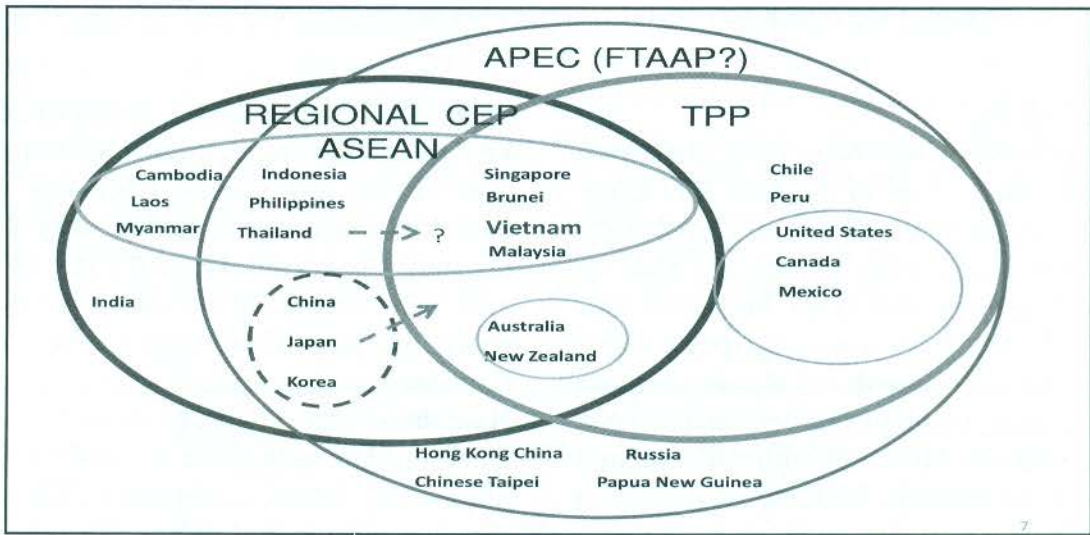 APEC (FTAAP?)
REGIONAL CEP
TPP
ASEAN
Cambodia
Laos
Myanmar
Indonesia
Philippines
Thailand
?
Singapore
Brunei
Vietnam
Malaysia
Chile
Peru
United States
Canada
Mexico
India
China
Japan
Korea
Australia
New Zealand
Hong Kong China
Russia
Chinese Taipei
Papua New Guinea
7